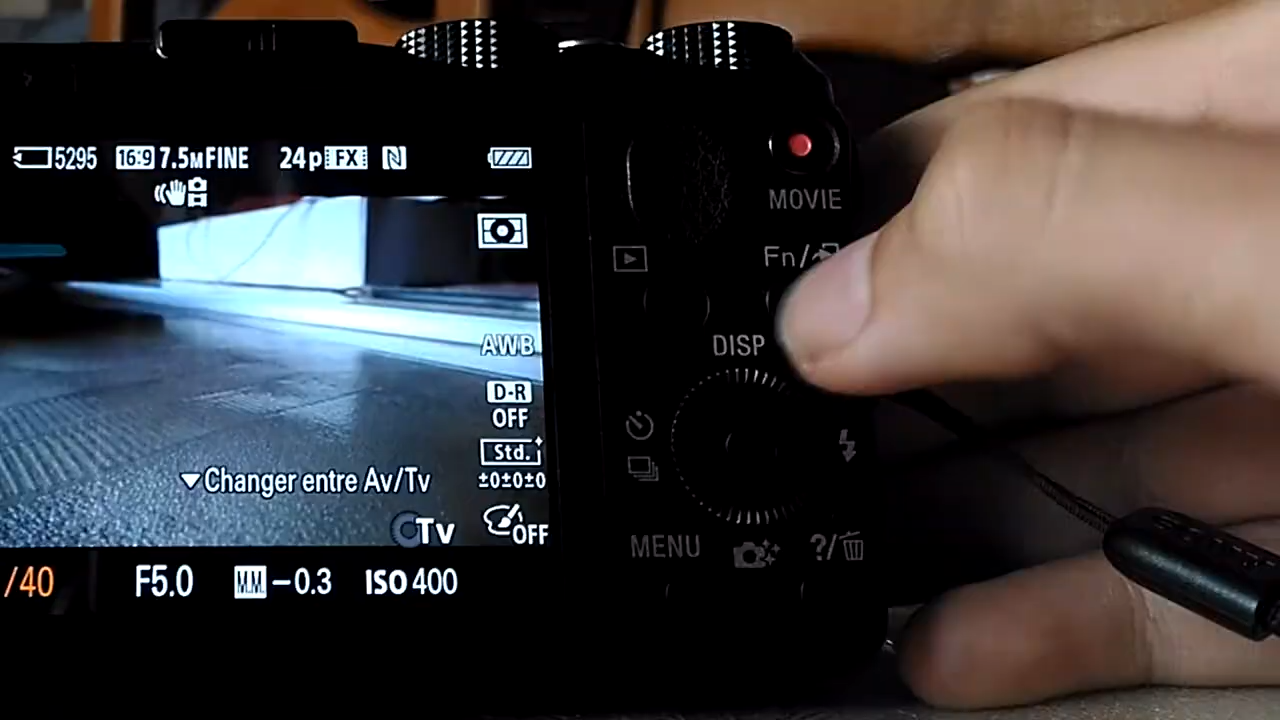 5295 16:9 7.5M FINE 24p FX N
MOVIE
Fn/
AWB
DISP
D-R
OFF
Std.
±0±0±0
▼Changer entre Av/Tv
Tv
OFF
MENU
?/
/40 F5.0 M.M. −0.3 ISO 400